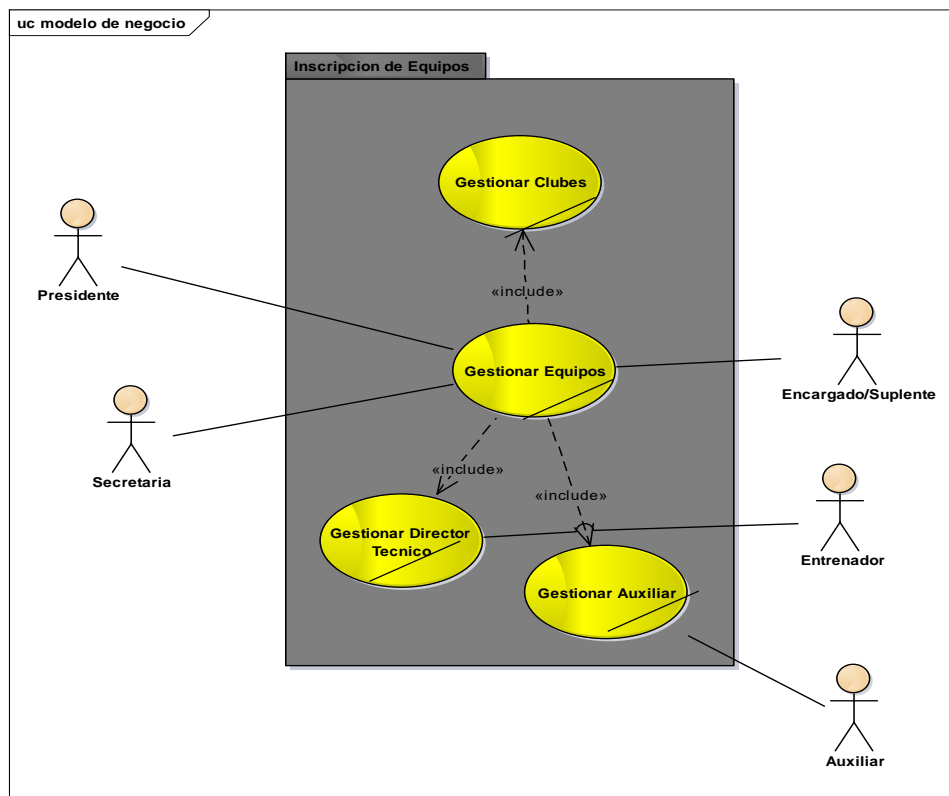 uc modelo de negocio
Inscripcion de Equipos
Gestionar Clubes
Presidente
«include»
Gestionar Equipos
Encargado/Suplente
Secretaria
«include»
«include»
Gestionar Director
Tecnico
Entrenador
Gestionar Auxiliar
Auxiliar